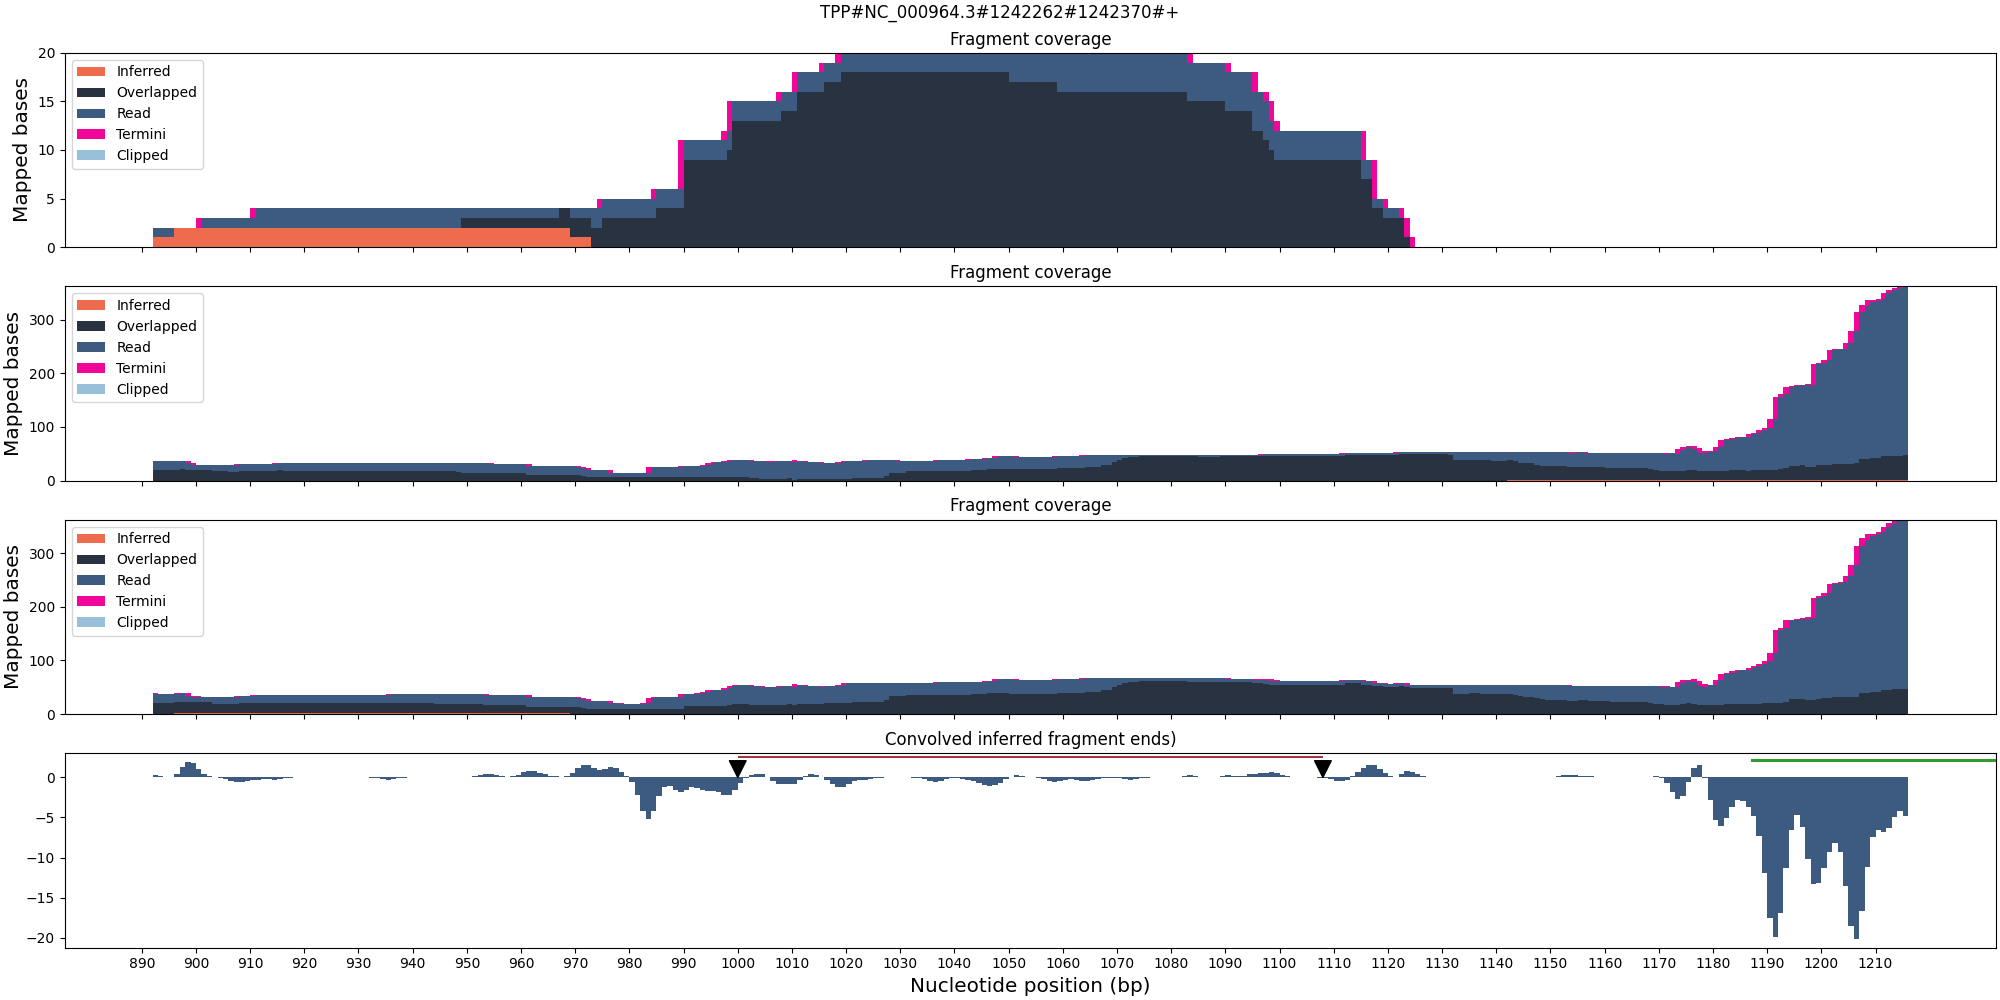 TPP#NC_000964.3#1242262#1242370#+
Fragment coverage
20
15
10
5
0
Mapped bases
Inferred
Overlapped
Read
Termini
Clipped
Fragment coverage
300
200
100
0
Mapped bases
Inferred
Overlapped
Read
Termini
Clipped
Fragment coverage
300
200
100
0
Mapped bases
Inferred
Overlapped
Read
Termini
Clipped
Convolved inferred fragment ends)
0
−5
−10
−15
−20
890 900 910 920 930 940 950 960 970 980 990 1000 1010 1020 1030 1040 1050 1060 1070 1080 1090 1100 1110 1120 1130 1140 1150 1160 1170 1180 1190 1200 1210
Nucleotide position (bp)